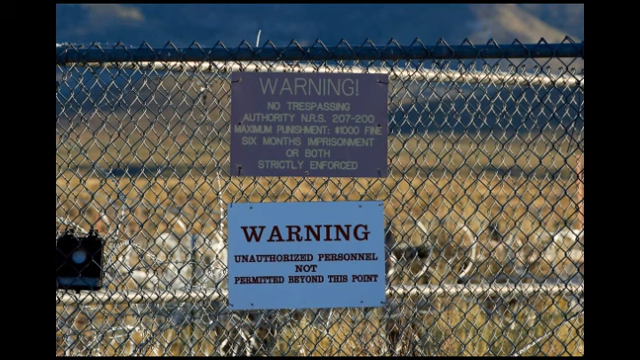 WARNING!
NO TRESPASSING
AUTHORITY N.R.S. 207-200
MAXIMUM PUNISHMENT: $1000 FINE
SIX MONTHS IMPRISONMENT
OR BOTH
STRICTLY ENFORCED
WARNING
UNAUTHORIZED PERSONNEL
NOT
PERMITTED BEYOND THIS POINT